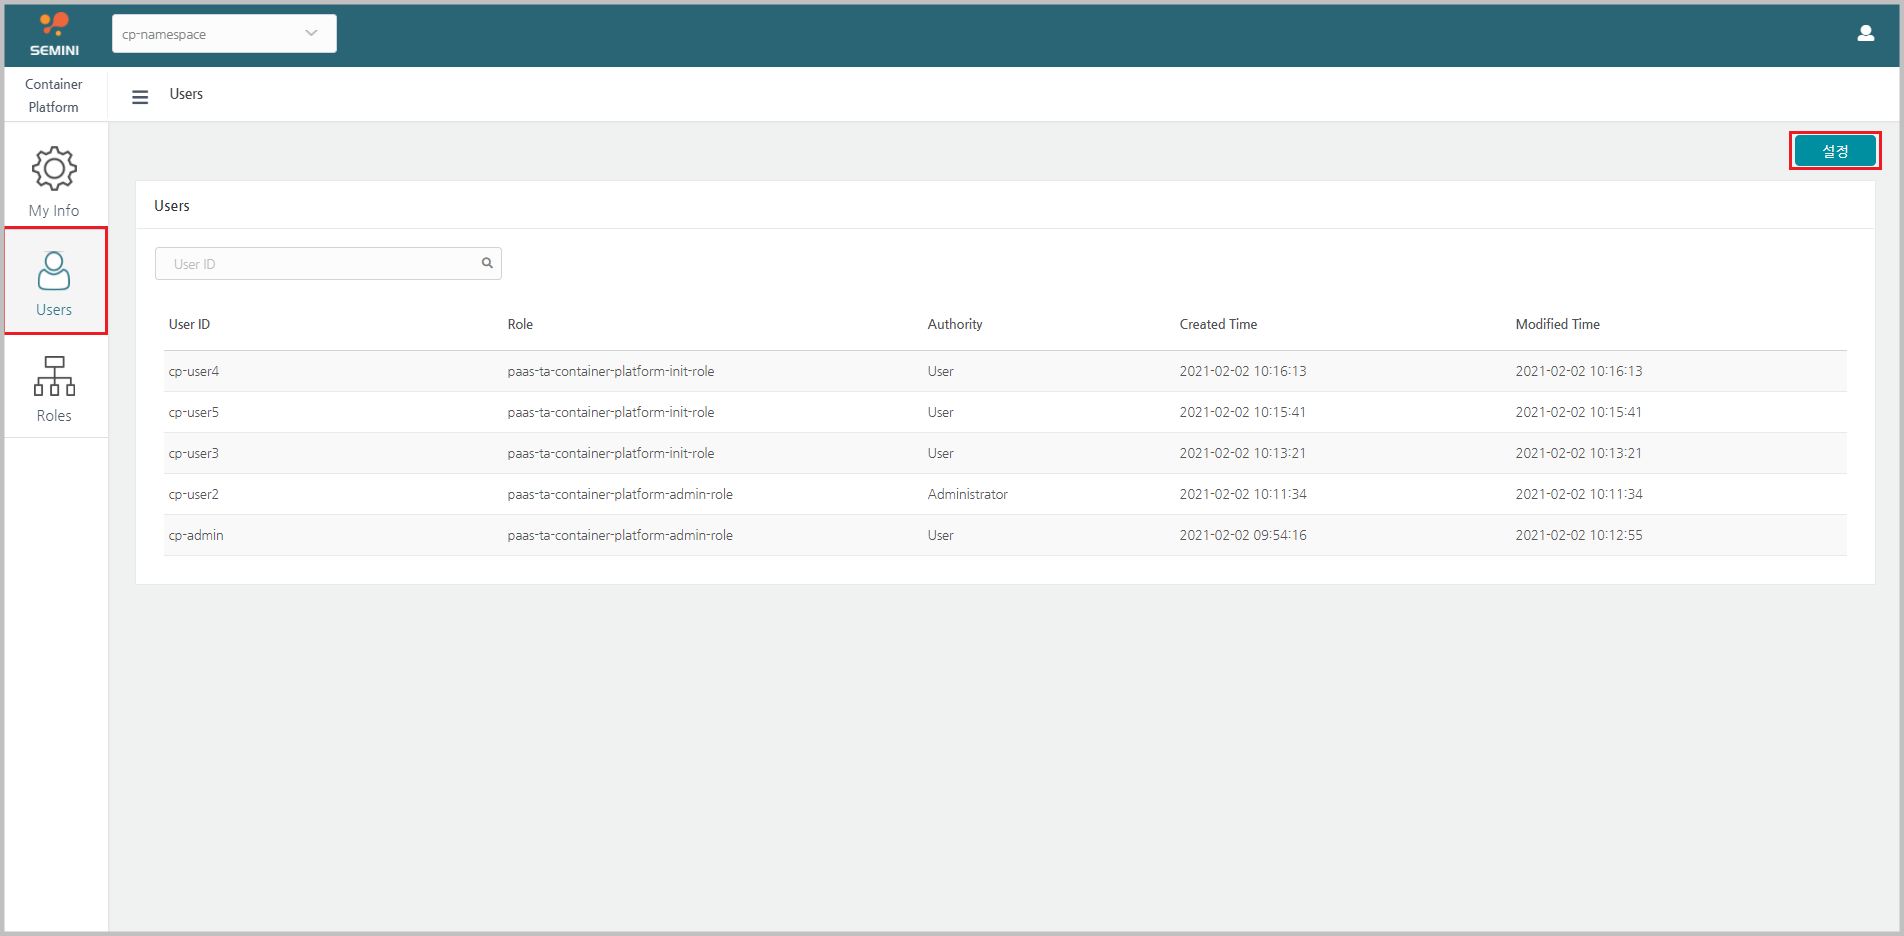 SEMINI
cp-namespace
Container
Platform
Users
설정
My Info
Users
Roles
Users
User ID
User ID Role Authority Created Time Modified Time
cp-user4 paas-ta-container-platform-init-role User 2021-02-02 10:16:13 2021-02-02 10:16:13
cp-user5 paas-ta-container-platform-init-role User 2021-02-02 10:15:41 2021-02-02 10:15:41
cp-user3 paas-ta-container-platform-init-role User 2021-02-02 10:13:21 2021-02-02 10:13:21
cp-user2 paas-ta-container-platform-admin-role Administrator 2021-02-02 10:11:34 2021-02-02 10:11:34
cp-admin paas-ta-container-platform-admin-role User 2021-02-02 09:54:16 2021-02-02 10:12:55